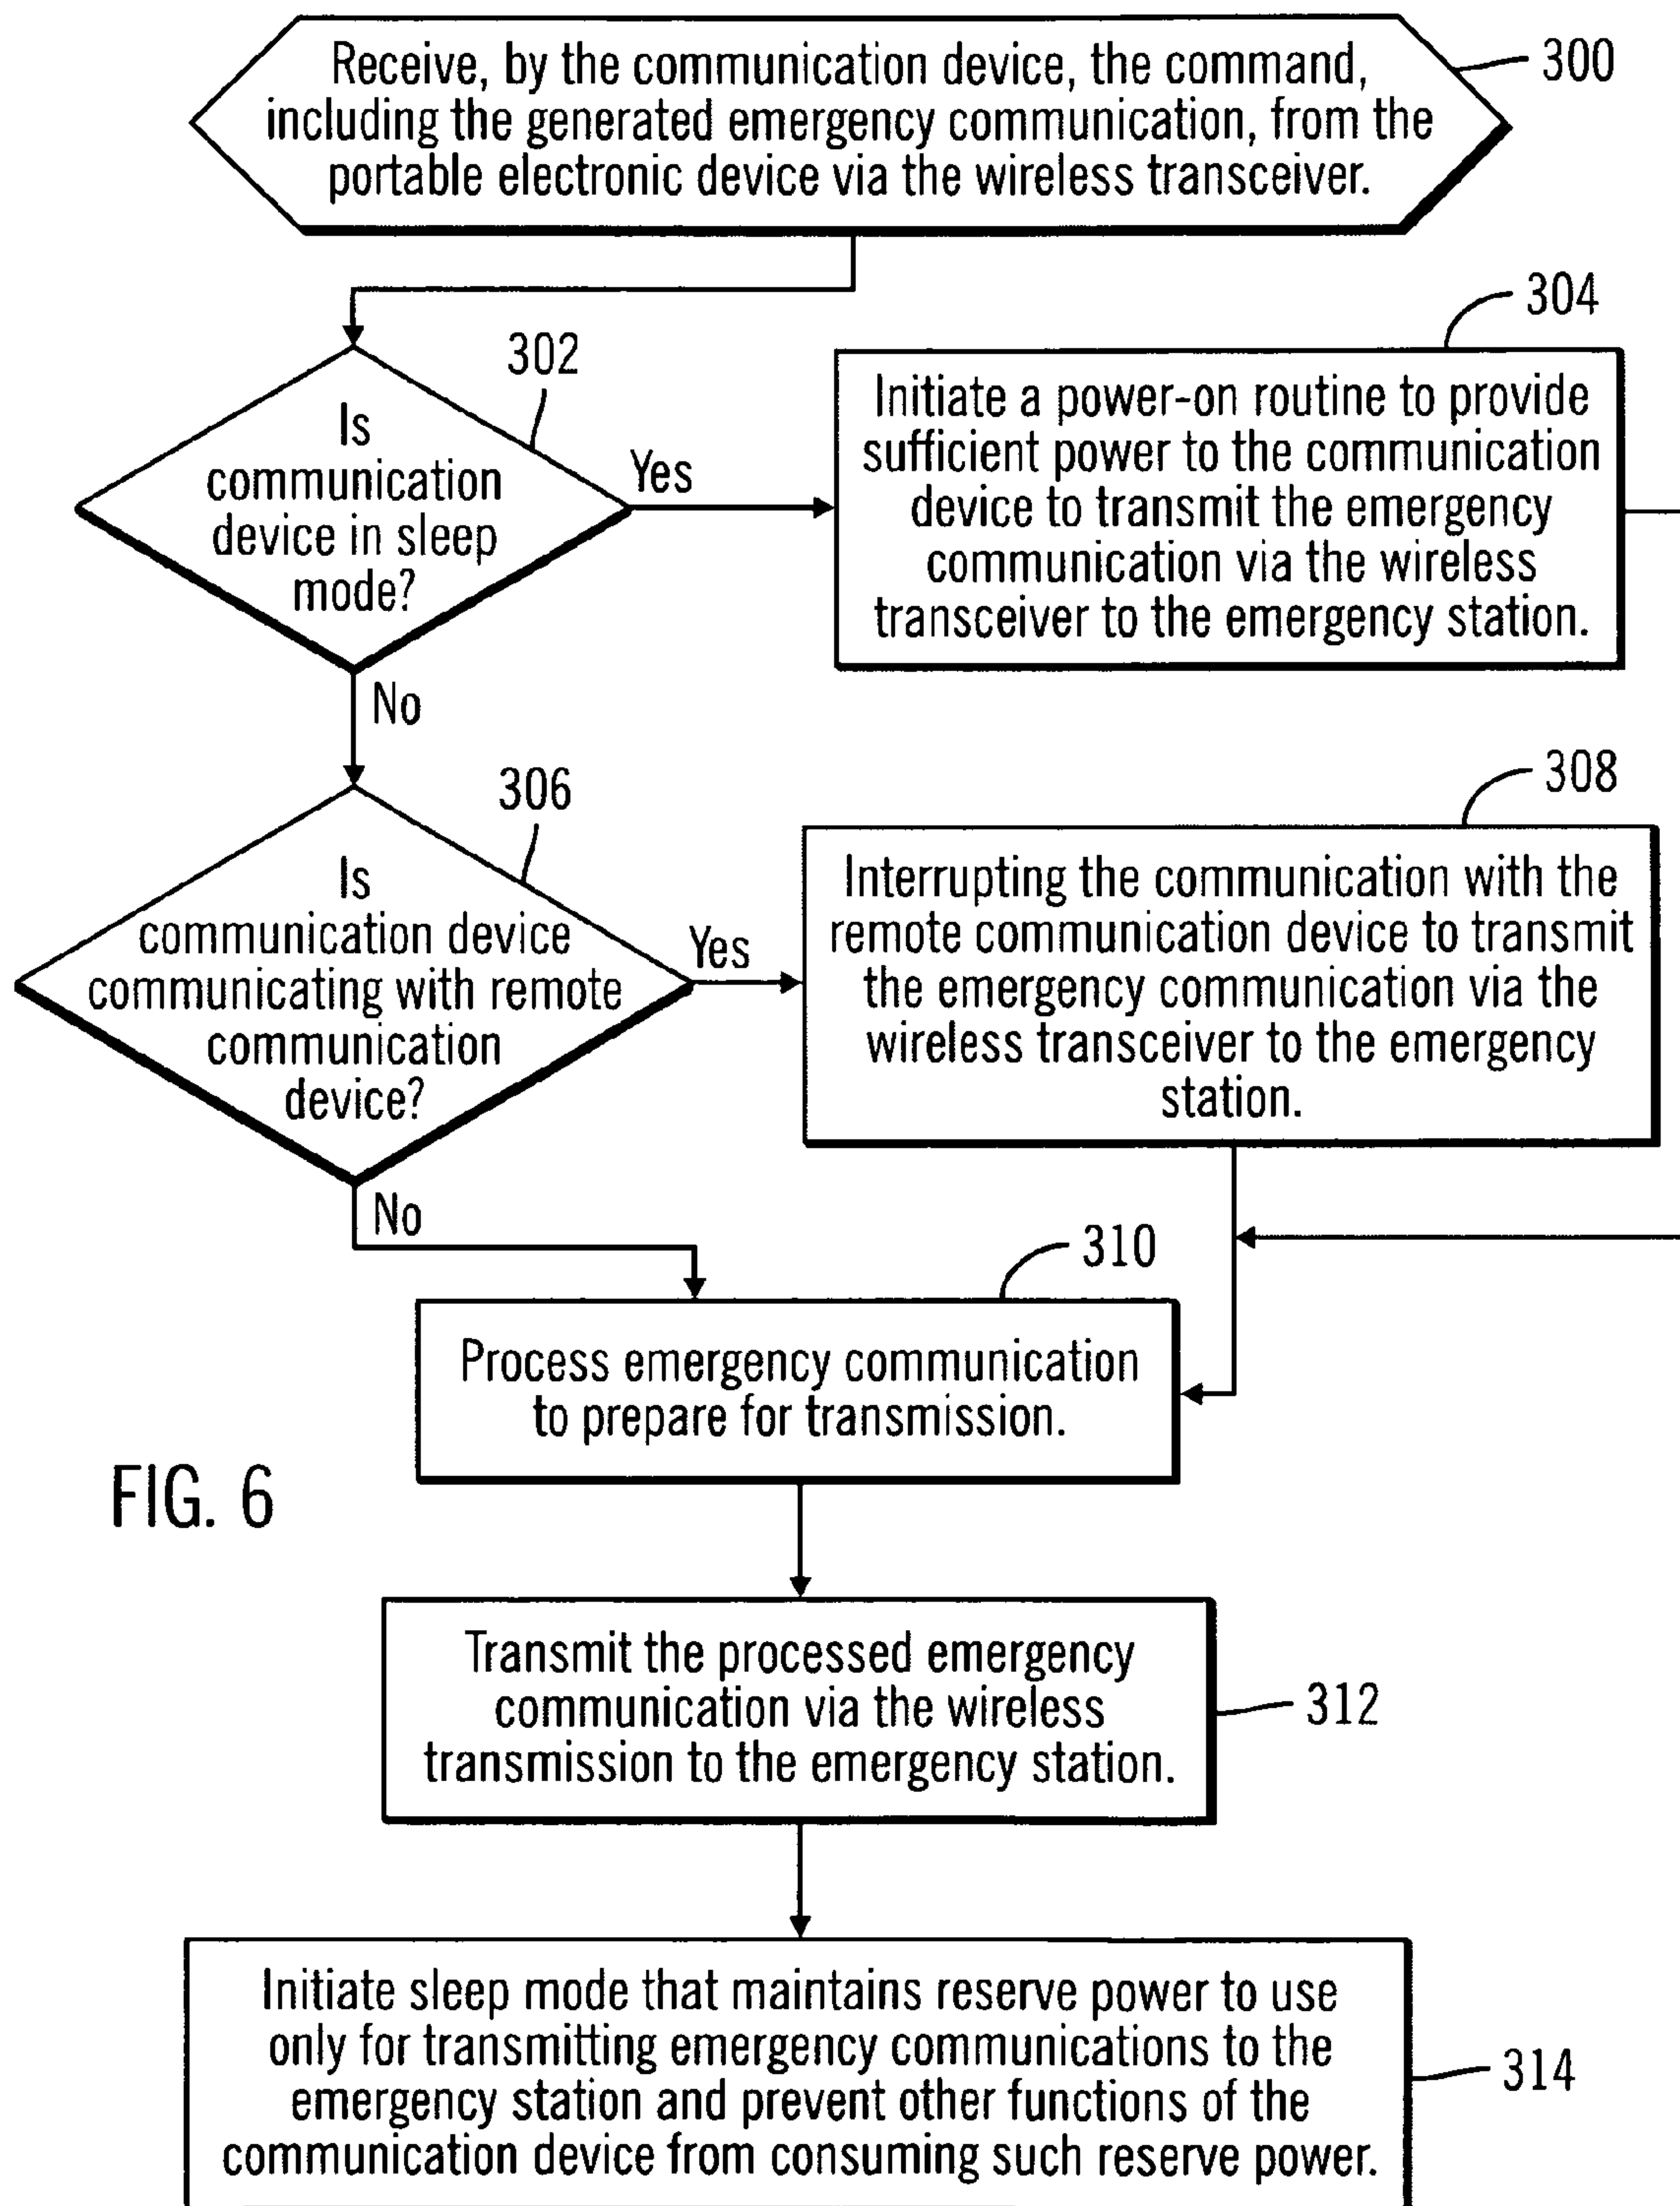 Receive, by the communication device, the command,
including the generated emergency communication, from the
portable electronic device via the wireless transceiver.
300
302
Is
communication
device in sleep
mode?
Yes
304
Initiate a power-on routine to provide
sufficient power to the communication
device to transmit the emergency
communication via the wireless
transceiver to the emergency station.
No
306
Is
communication device
communicating with remote
communication
device?
Yes
308
Interrupting the communication with the
remote communication device to transmit
the emergency communication via the
wireless transceiver to the emergency
station.
No
310
Process emergency communication
to prepare for transmission.
FIG. 6
Transmit the processed emergency
communication via the wireless
transmission to the emergency station.
312
Initiate sleep mode that maintains reserve power to use
only for transmitting emergency communications to the
emergency station and prevent other functions of the
communication device from consuming such reserve power.
314